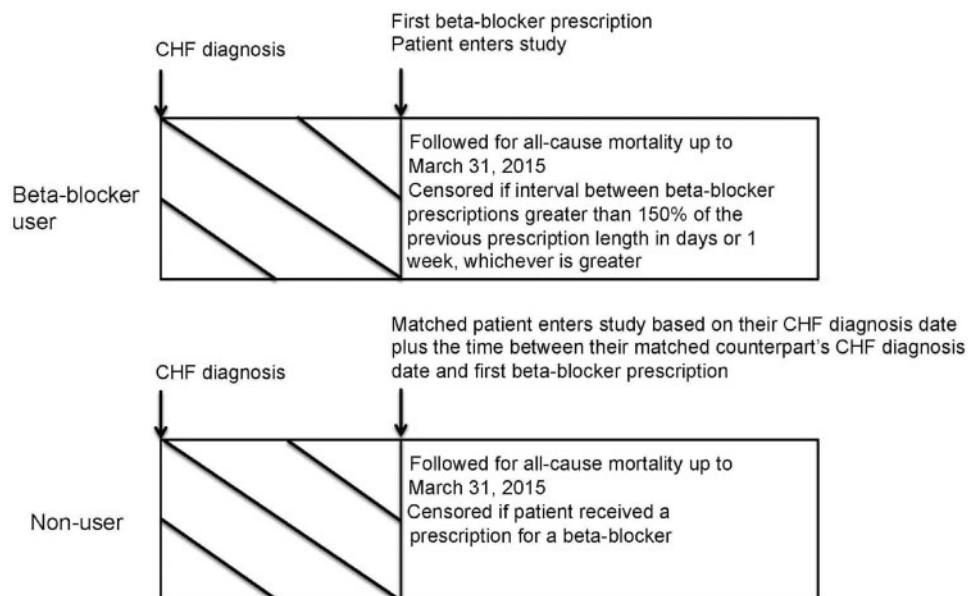 First beta-blocker prescription
Patient enters study
CHF diagnosis
Beta-blocker
user
Followed for all-cause mortality up to
March 31, 2015
Censored if interval between beta-blocker
prescriptions greater than 150% of the
previous prescription length in days or 1
week, whichever is greater
Matched patient enters study based on their CHF diagnosis date
plus the time between their matched counterpart's CHF diagnosis
date and first beta-blocker prescription
CHF diagnosis
Non-user
Followed for all-cause mortality up to
March 31, 2015
Censored if patient received a
prescription for a beta-blocker